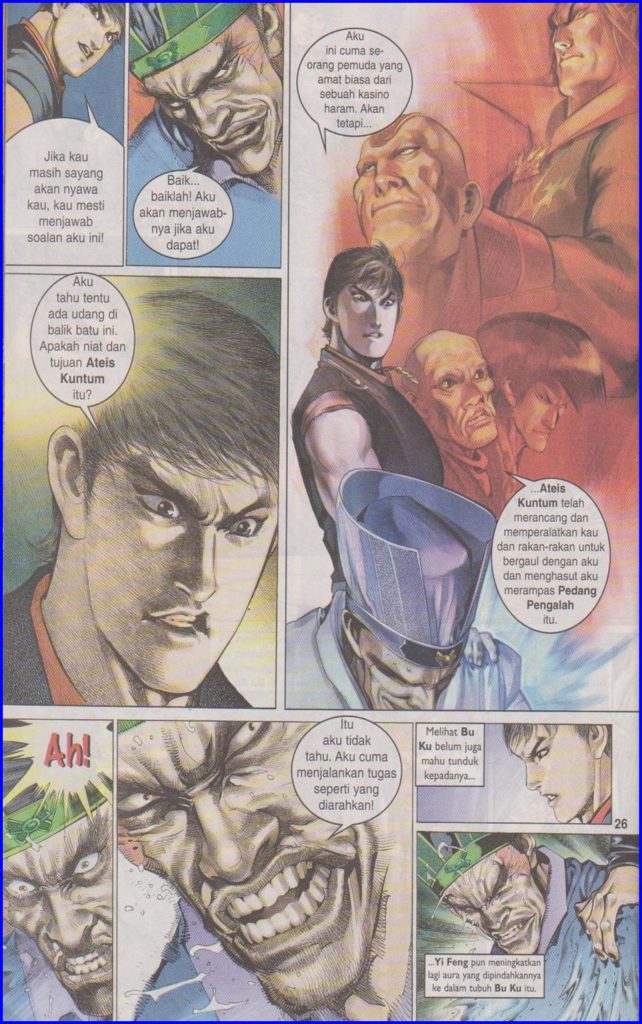 Jika kau
masih sayang
akan nyawa
kau, kau mesti
menjawab
soalan aku ini!
Baik...
baiklah! Aku
akan menjawab-
nya jika aku
dapat!
Aku
ini cuma se-
orang pemuda yang
amat biasa dari
sebuah kasino
haram. Akan
tetapi...
Aku
tahu tentu
ada udang di
balik batu ini.
Apakah niat dan
tujuan Ateis
Kuntum
itu?
...Ateis
Kuntum telah
merancang dan
memperalatkan kau
dan rakan-rakan untuk
bergaul dengan aku
dan menghasut aku
merampas Pedang
Pengalah
itu.
Ah!
Itu
aku tidak
tahu. Aku cuma
menjalankan tugas
seperti yang
diarahkan!
Melihat Bu
Ku belum juga
mahu tunduk
kepadanya...
26
...Yi Feng pun meningkatkan
lagi aura yang dipindahkannya
ke dalam tubuh Bu Ku itu.